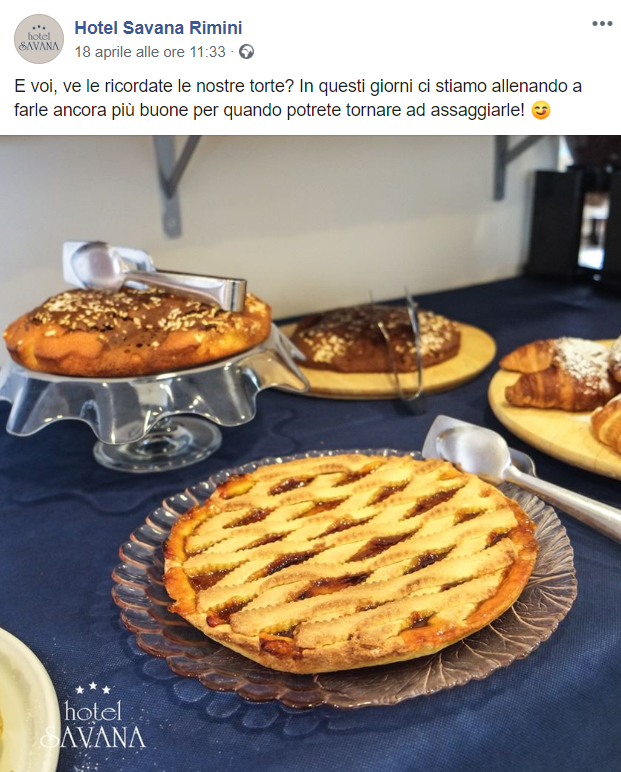 hotel
SAVANA
Hotel Savana Rimini
18 aprile alle ore 11:33 ·
E voi, ve le ricordate le nostre torte? In questi giorni ci stiamo allenando a
farle ancora più buone per quando potrete tornare ad assaggiarle! 😋
hotel
SAVANA